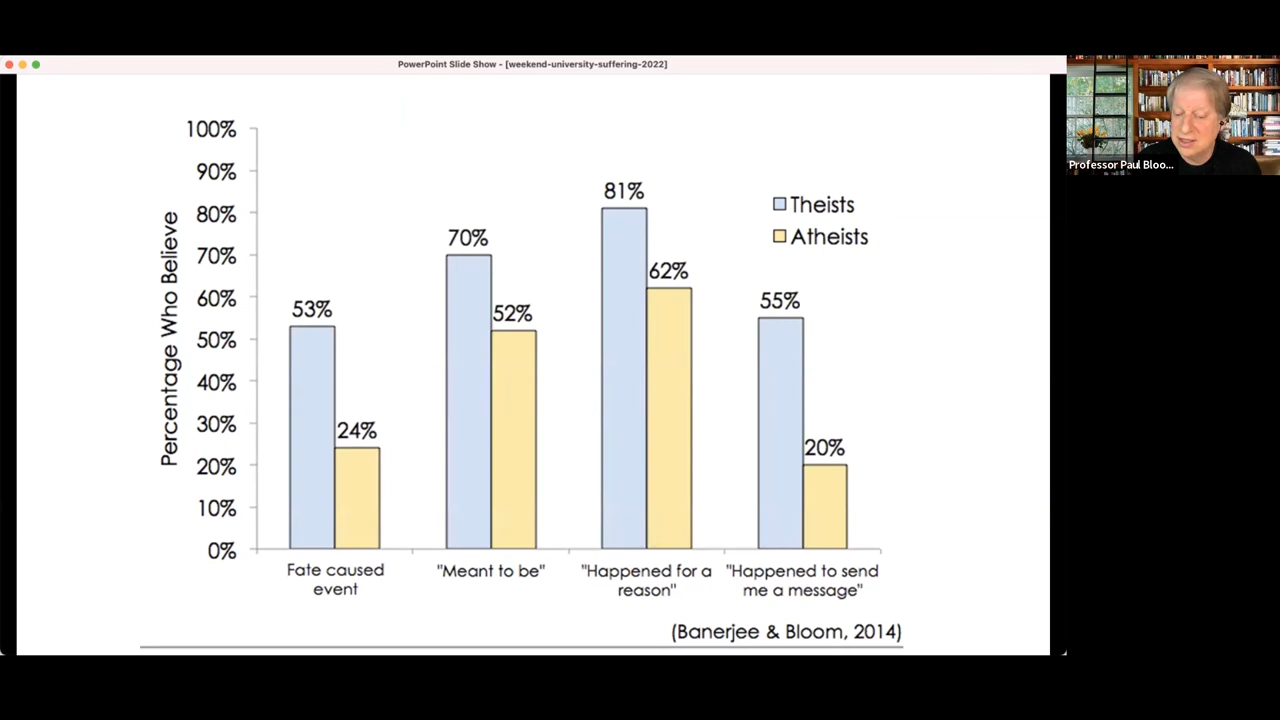 PowerPoint Slide Show - [weekend-university-suffering-2022]
Professor Paul Bloo...
100%
90%
80%
70%
60%
50%
40%
30%
20%
10%
0%
Percentage Who Believe
53%
24%
70%
52%
81%
62%
55%
20%
Theists
Atheists
Fate caused
event
"Meant to be"
"Happened for a
reason"
"Happened to send
me a message"
(Banerjee & Bloom, 2014)